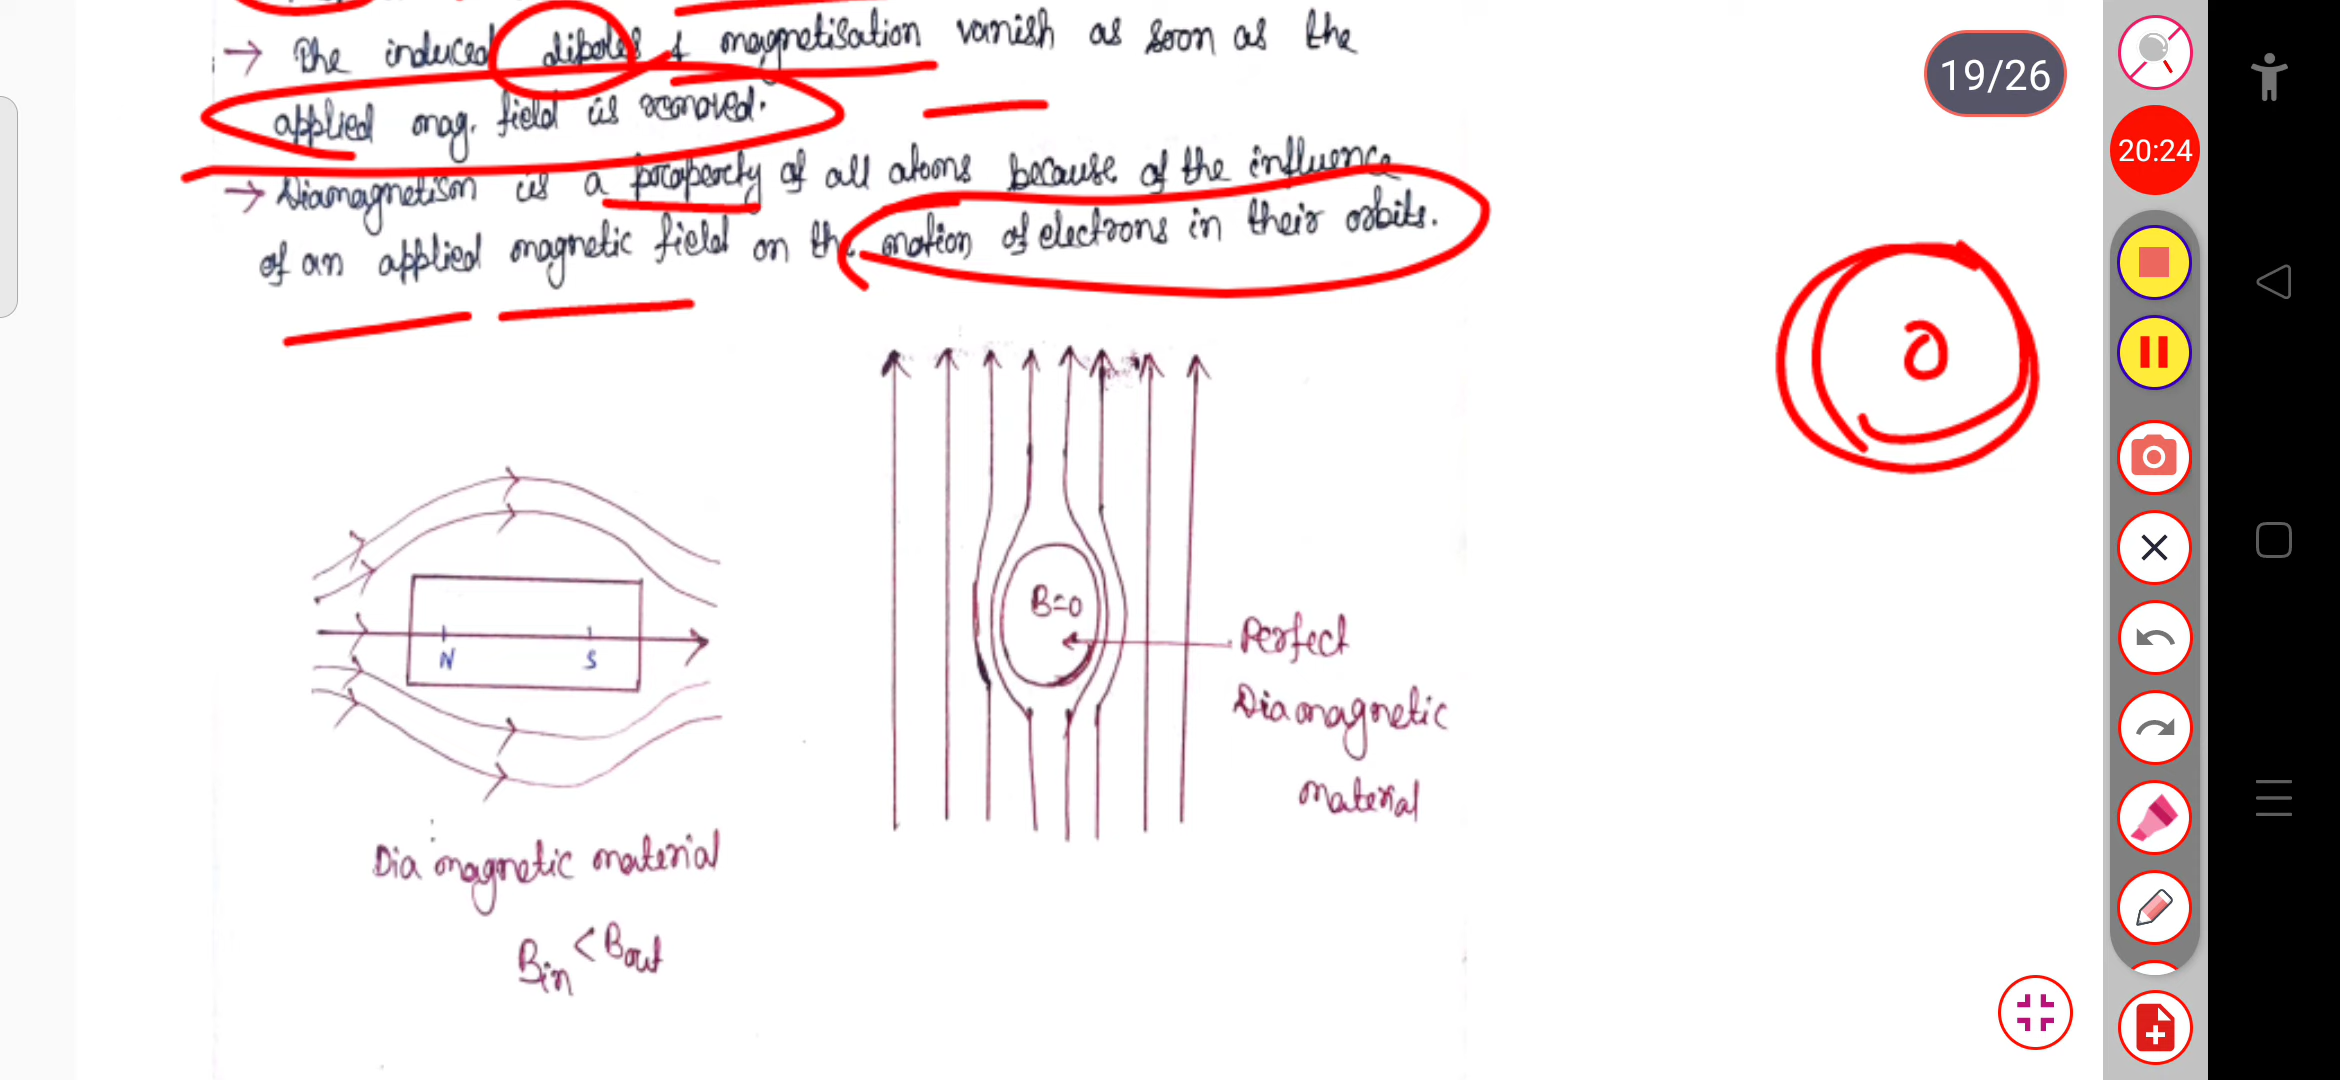 → The induced dipoles & magnetisation vanish as soon as the
applied mag. field is removed.
→ Diamagnetism is a property of all atoms because of the influence
of an applied magnetic field on the motion of electrons in their orbits.
19/26
20:24
B=0
N S
Perfect
Diamagnetic
material
Dia magnetic material
Bin < Bout